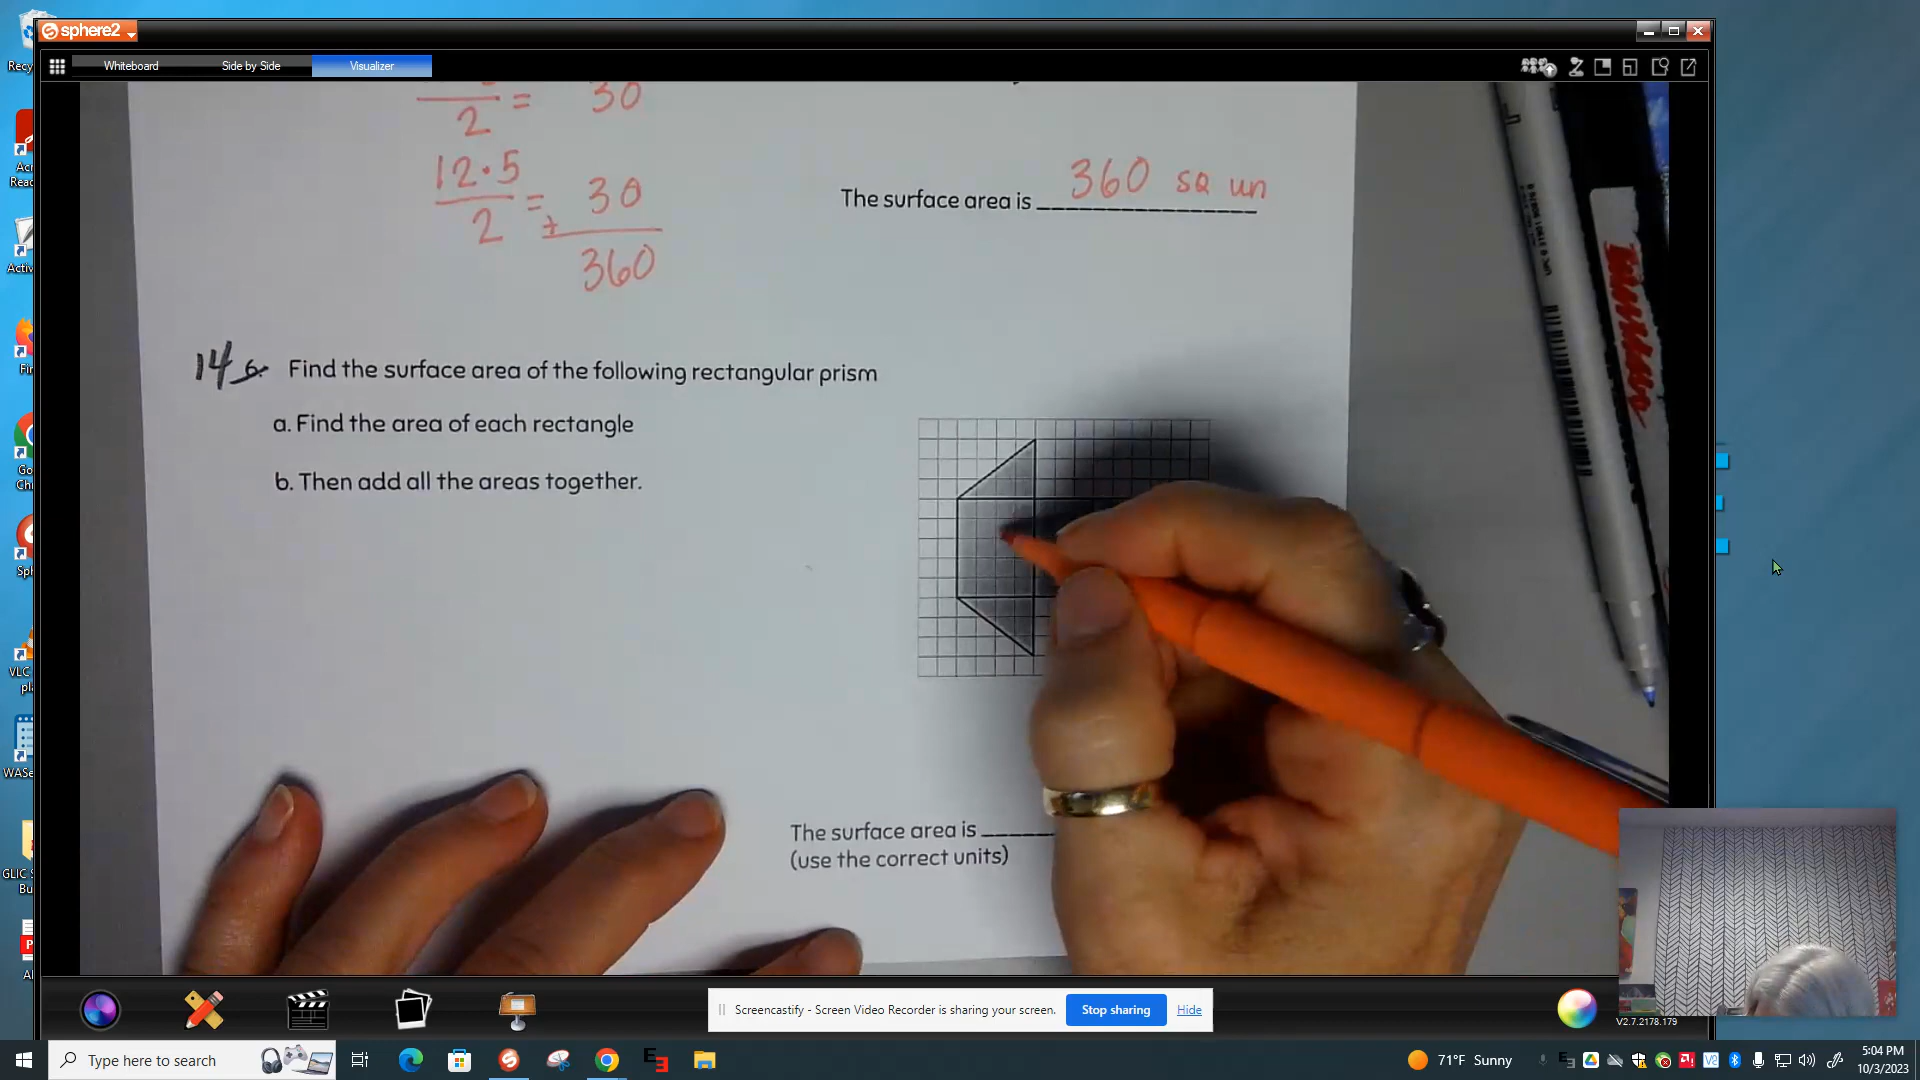 sphere2
Recy
Whiteboard
Side by Side
Visualizer
2 = 30
12 • 5
2 = 30
+
360
The surface area is 360 sq un
14 6. Find the surface area of the following rectangular prism
a. Find the area of each rectangle
b. Then add all the areas together.
The surface area is
(use the correct units)
Screencastify - Screen Video Recorder is sharing your screen.
Stop sharing
Hide
V2.7.2178.179
Type here to search
71°F Sunny
5:04 PM
10/3/2023